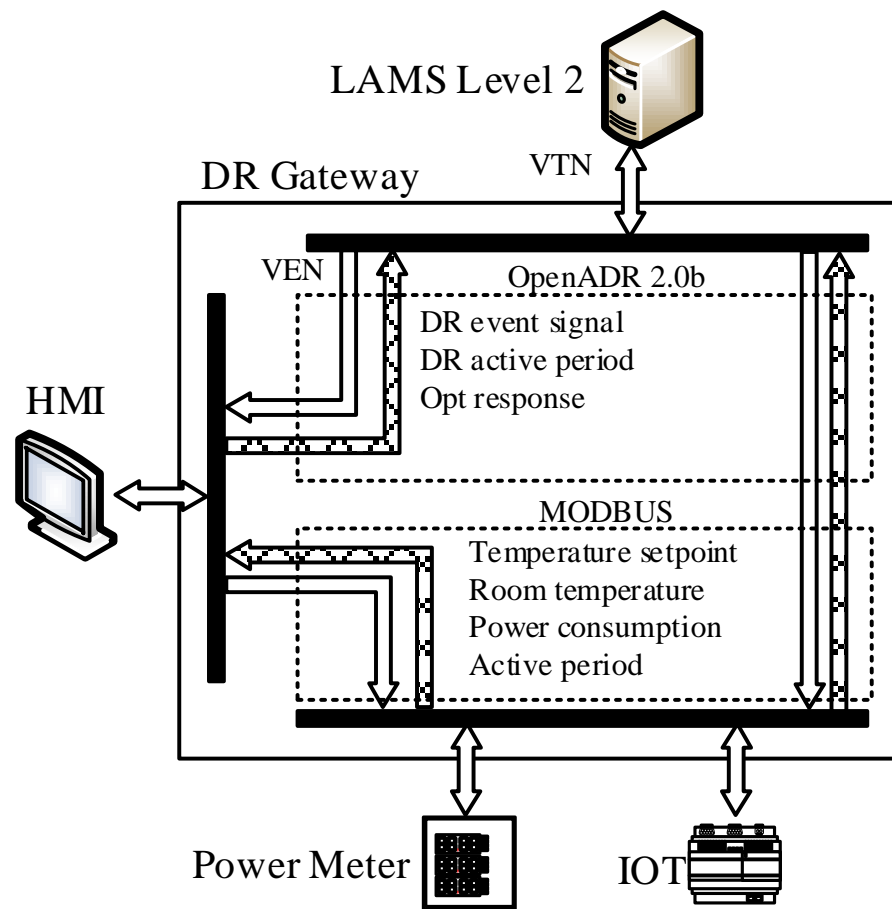 LAMS Level 2
VTN
DR Gateway
VEN
OpenADR 2.0b
DR event signal
DR active period
Opt response
HMI
MODBUS
Temperature setpoint
Room temperature
Power consumption
Active period
Power Meter
IOT